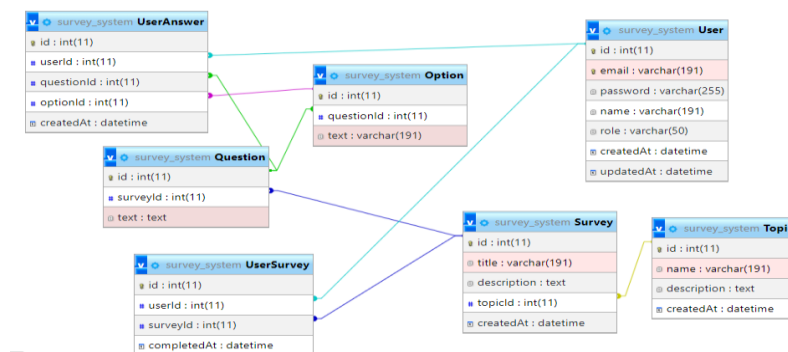 survey_system UserAnswer
id : int(11)
userId : int(11)
questionId : int(11)
optionId : int(11)
createdAt : datetime
survey_system User
id : int(11)
email : varchar(191)
password : varchar(255)
name : varchar(191)
role : varchar(50)
createdAt : datetime
updatedAt : datetime
survey_system Option
id : int(11)
questionId : int(11)
text : varchar(191)
survey_system Question
id : int(11)
surveyId : int(11)
text : text
survey_system Survey
id : int(11)
title : varchar(191)
description : text
topicId : int(11)
createdAt : datetime
survey_system Topi
id : int(11)
name : varchar(191)
description : text
createdAt : datetime
survey_system UserSurvey
id : int(11)
userId : int(11)
surveyId : int(11)
completedAt : datetime